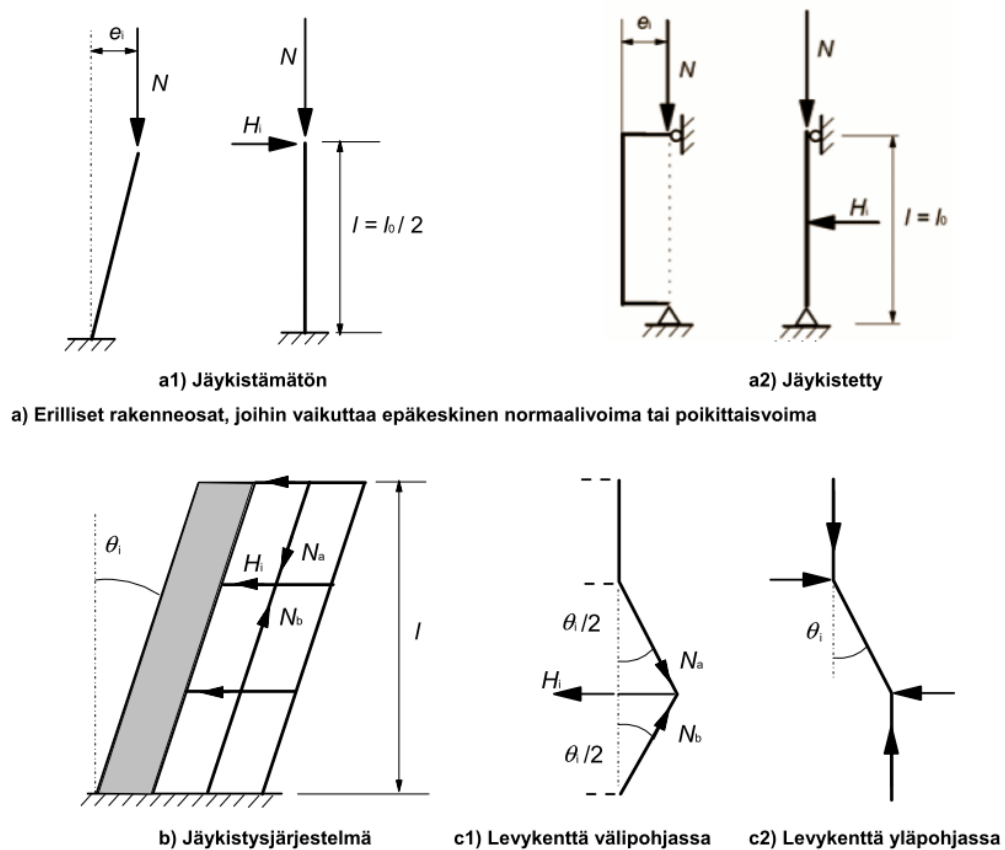 eᵢ
N
N
Hᵢ
l = l₀ / 2
a1) Jäykistämätön
eᵢ
N
N
Hᵢ
l = l₀
a2) Jäykistetty
a) Erilliset rakenneosat, joihin vaikuttaa epäkeskinen normaalivoima tai poikittaisvoima
θᵢ
Hᵢ
Nₐ
N_b
l
b) Jäykistysjärjestelmä
θᵢ/2
Nₐ
Hᵢ
N_b
θᵢ/2
c1) Levykenttä välipohjassa
θᵢ
c2) Levykenttä yläpohjassa